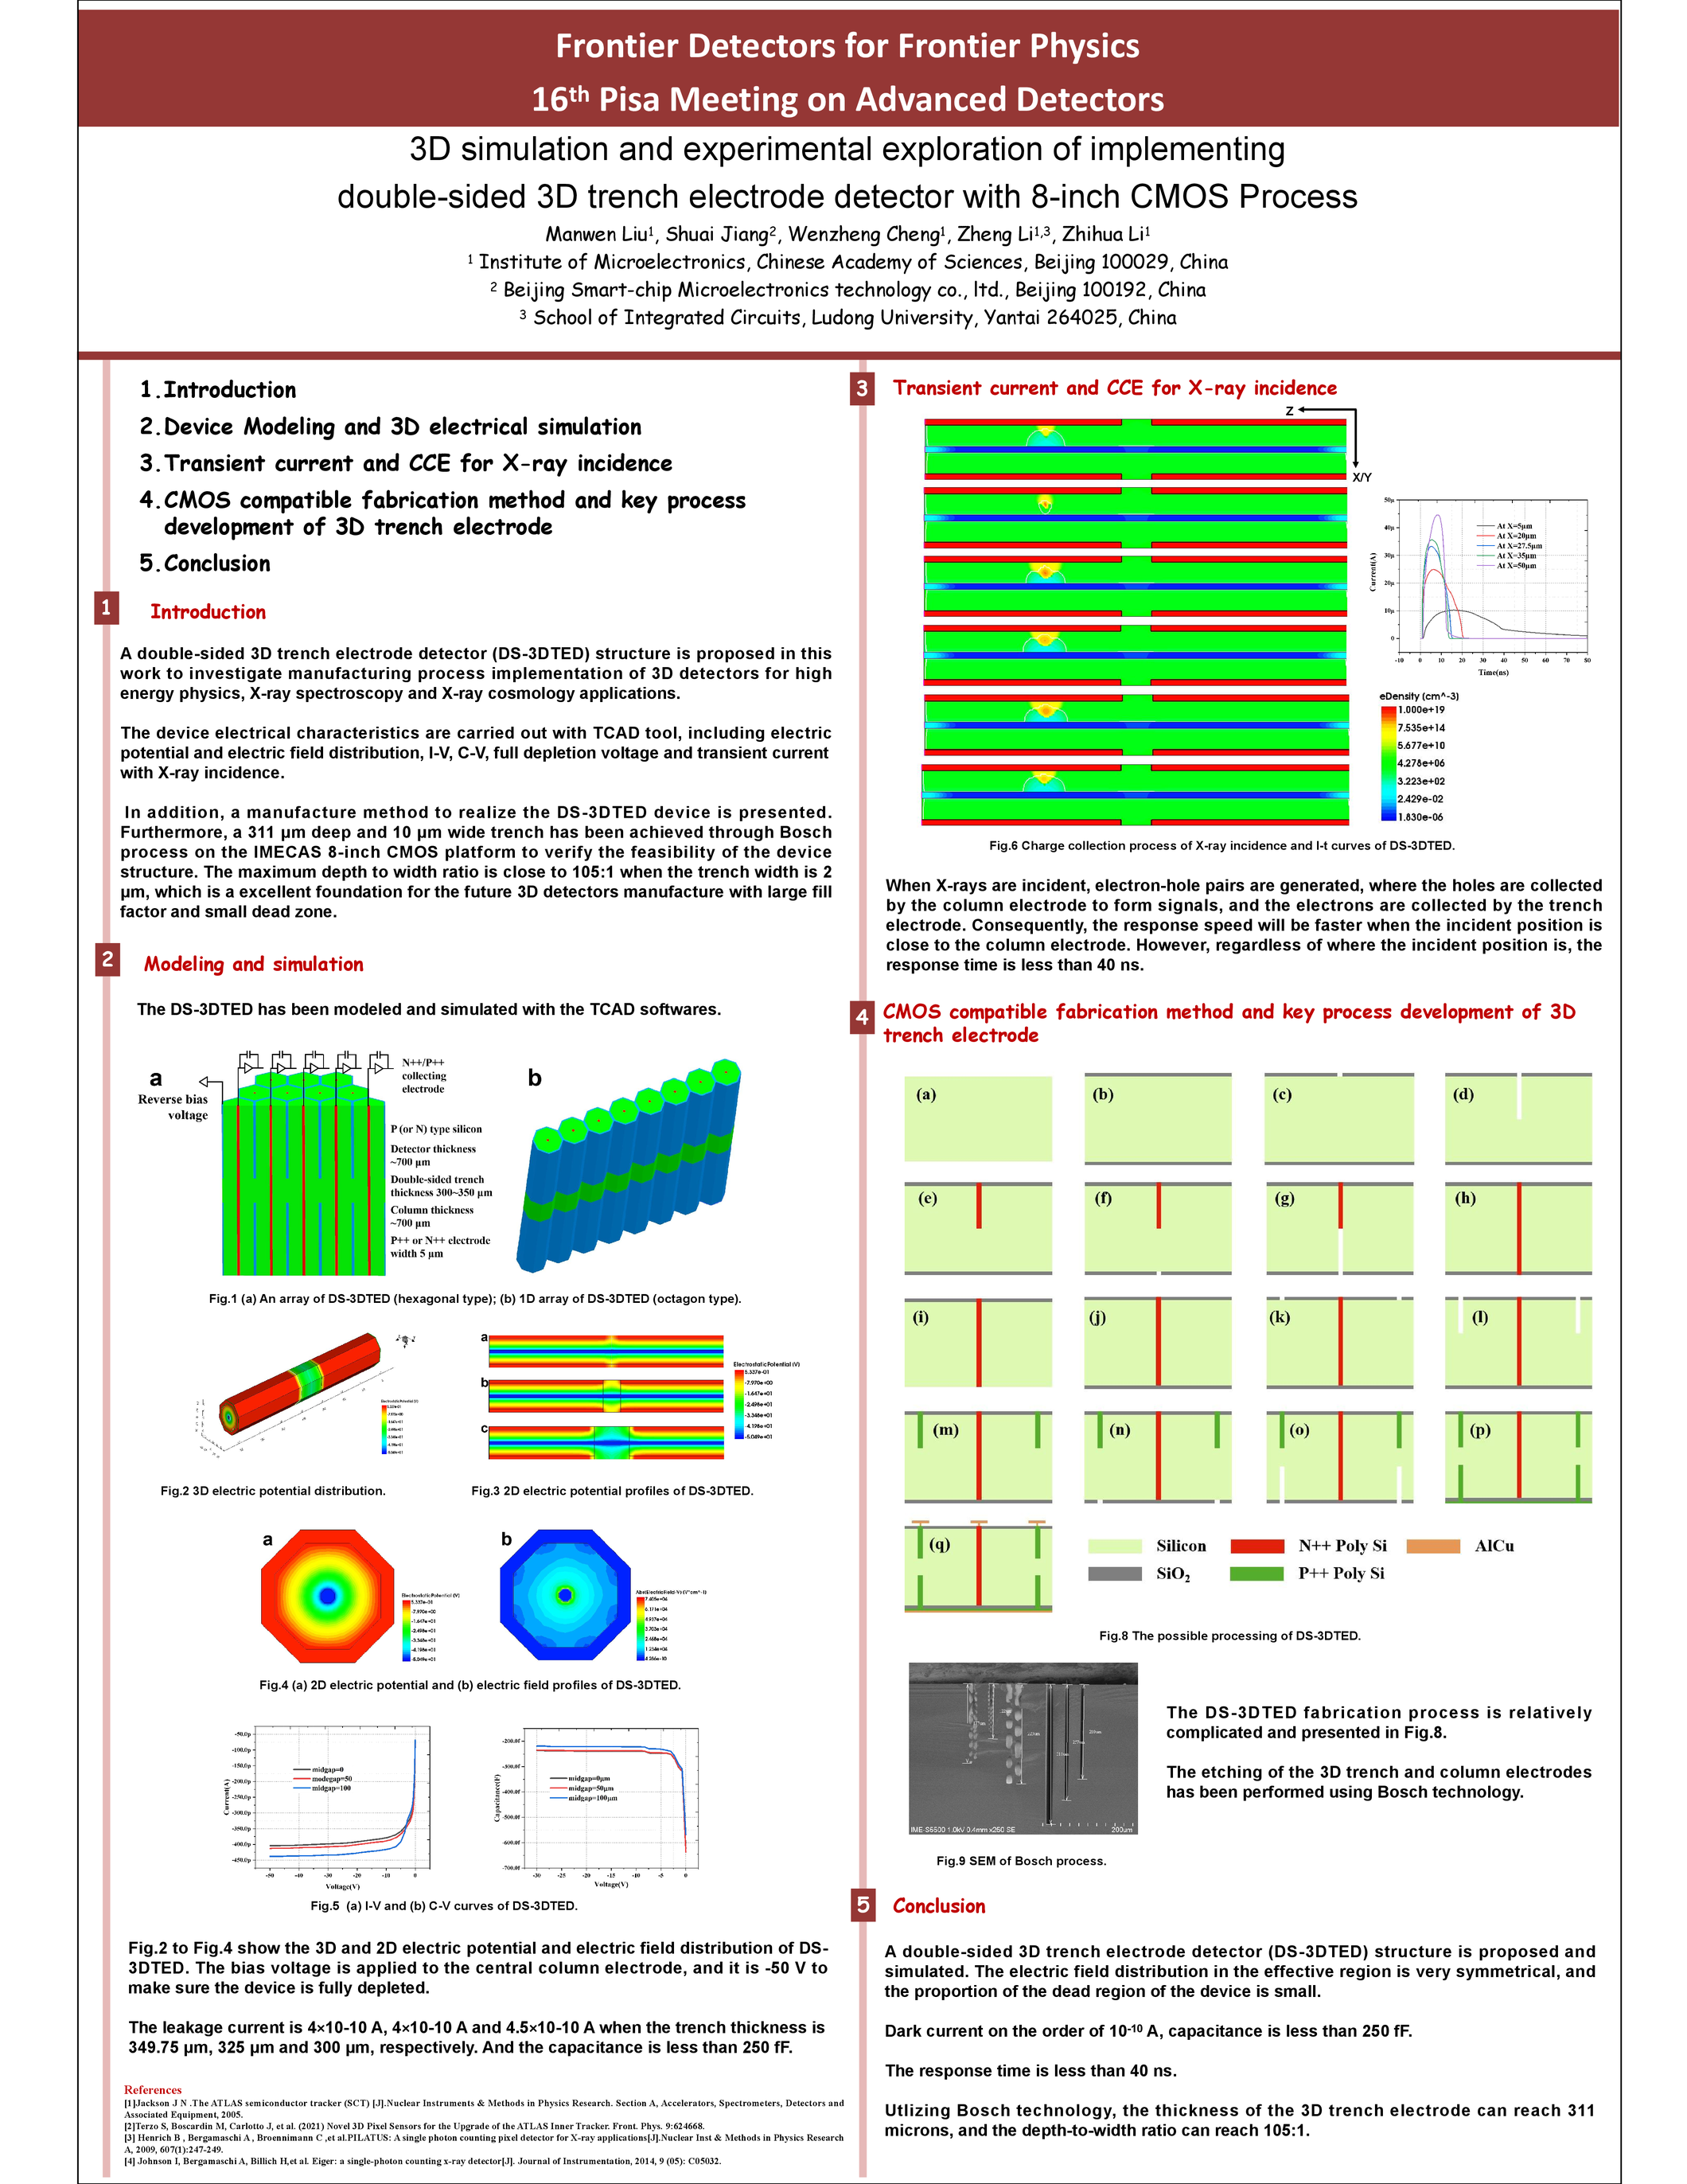 Frontier Detectors for Frontier Physics
16th Pisa Meeting on Advanced Detectors
3D simulation and experimental exploration of implementing
double-sided 3D trench electrode detector with 8-inch CMOS Process
Manwen Liu1, Shuai Jiang2, Wenzheng Cheng1, Zheng Li1,3, Zhihua Li1
1 Institute of Microelectronics, Chinese Academy of Sciences, Beijing 100029, China
2 Beijing Smart-chip Microelectronics technology co., ltd., Beijing 100192, China
3 School of Integrated Circuits, Ludong University, Yantai 264025, China
1.Introduction
2.Device Modeling and 3D electrical simulation
3.Transient current and CCE for X-ray incidence
4.CMOS compatible fabrication method and key process
development of 3D trench electrode
5.Conclusion
1 Introduction
A double-sided 3D trench electrode detector (DS-3DTED) structure is proposed in this
work to investigate manufacturing process implementation of 3D detectors for high
energy physics, X-ray spectroscopy and X-ray cosmology applications.
The device electrical characteristics are carried out with TCAD tool, including electric
potential and electric field distribution, I-V, C-V, full depletion voltage and transient current
with X-ray incidence.
In addition, a manufacture method to realize the DS-3DTED device is presented.
Furthermore, a 311 μm deep and 10 μm wide trench has been achieved through Bosch
process on the IMECAS 8-inch CMOS platform to verify the feasibility of the device
structure. The maximum depth to width ratio is close to 105:1 when the trench width is 2
μm, which is a excellent foundation for the future 3D detectors manufacture with large fill
factor and small dead zone.
2 Modeling and simulation
The DS-3DTED has been modeled and simulated with the TCAD softwares.
a
Reverse bias
voltage
N++/P++
collecting
electrode
P (or N) type silicon
Detector thickness
~700 μm
Double-sided trench
thickness 300~350 μm
Column thickness
~700 μm
P++ or N++ electrode
width 5 μm
b
Fig.1 (a) An array of DS-3DTED (hexagonal type); (b) 1D array of DS-3DTED (octagon type).
a
b
c
ElectrostaticPotential (V)
5.337e-01
-7.970e+00
-1.647e+01
-2.498e+01
-3.348e+01
-4.198e+01
-5.049e+01
Fig.2 3D electric potential distribution.
Fig.3 2D electric potential profiles of DS-3DTED.
a
ElectrostaticPotential (V)
5.337e-01
-7.970e+00
-1.647e+01
-2.498e+01
-3.348e+01
-4.198e+01
-5.049e+01
b
Abs(ElectricField-V) (V*cm^-1)
Fig.4 (a) 2D electric potential and (b) electric field profiles of DS-3DTED.
-50.0p
-100.0p
-150.0p
-200.0p
-250.0p
-300.0p
-350.0p
-400.0p
-450.0p
Current(A)
midgap=0
modegap=50
midgap=100
-50 -40 -30 -20 -10 0
Voltage(V)
-200.0f
-300.0f
-400.0f
-500.0f
-600.0f
-700.0f
Capacitance(F)
midgap=0μm
midgap=50μm
midgap=100μm
-30 -25 -20 -15 -10 -5 0
Voltage(V)
Fig.5 (a) I-V and (b) C-V curves of DS-3DTED.
Fig.2 to Fig.4 show the 3D and 2D electric potential and electric field distribution of DS-
3DTED. The bias voltage is applied to the central column electrode, and it is -50 V to
make sure the device is fully depleted.
The leakage current is 4×10-10 A, 4×10-10 A and 4.5×10-10 A when the trench thickness is
349.75 μm, 325 μm and 300 μm, respectively. And the capacitance is less than 250 fF.
References
[1]Jackson J N .The ATLAS semiconductor tracker (SCT) [J].Nuclear Instruments & Methods in Physics Research. Section A, Accelerators, Spectrometers, Detectors and
Associated Equipment, 2005.
[2]Terzo S, Boscardin M, Carlotto J, et al. (2021) Novel 3D Pixel Sensors for the Upgrade of the ATLAS Inner Tracker. Front. Phys. 9:624668.
[3] Henrich B , Bergamaschi A , Broennimann C ,et al.PILATUS: A single photon counting pixel detector for X-ray applications[J].Nuclear Inst & Methods in Physics Research
A, 2009, 607(1):247-249.
[4] Johnson I, Bergamaschi A, Billich H,et al. Eiger: a single-photon counting x-ray detector[J]. Journal of Instrumentation, 2014, 9 (05): C05032.
3 Transient current and CCE for X-ray incidence
Z
X/Y
50μ
40μ
30μ
20μ
10μ
0
Current(A)
At X=5μm
At X=20μm
At X=27.5μm
At X=35μm
At X=50μm
-10 0 10 20 30 40 50 60 70 80
Time(ns)
eDensity (cm^-3)
1.000e+19
7.535e+14
5.677e+10
4.278e+06
3.223e+02
2.429e-02
1.830e-06
Fig.6 Charge collection process of X-ray incidence and I-t curves of DS-3DTED.
When X-rays are incident, electron-hole pairs are generated, where the holes are collected
by the column electrode to form signals, and the electrons are collected by the trench
electrode. Consequently, the response speed will be faster when the incident position is
close to the column electrode. However, regardless of where the incident position is, the
response time is less than 40 ns.
4 CMOS compatible fabrication method and key process development of 3D
trench electrode
(a) (b) (c) (d)
(e) (f) (g) (h)
(i) (j) (k) (l)
(m) (n) (o) (p)
(q)
Silicon N++ Poly Si AlCu
SiO2 P++ Poly Si
Fig.8 The possible processing of DS-3DTED.
IME-S5500 1.0kV 0.4mm x250 SE 200um
Fig.9 SEM of Bosch process.
The DS-3DTED fabrication process is relatively
complicated and presented in Fig.8.
The etching of the 3D trench and column electrodes
has been performed using Bosch technology.
5 Conclusion
A double-sided 3D trench electrode detector (DS-3DTED) structure is proposed and
simulated. The electric field distribution in the effective region is very symmetrical, and
the proportion of the dead region of the device is small.
Dark current on the order of 10-10 A, capacitance is less than 250 fF.
The response time is less than 40 ns.
Utlizing Bosch technology, the thickness of the 3D trench electrode can reach 311
microns, and the depth-to-width ratio can reach 105:1.